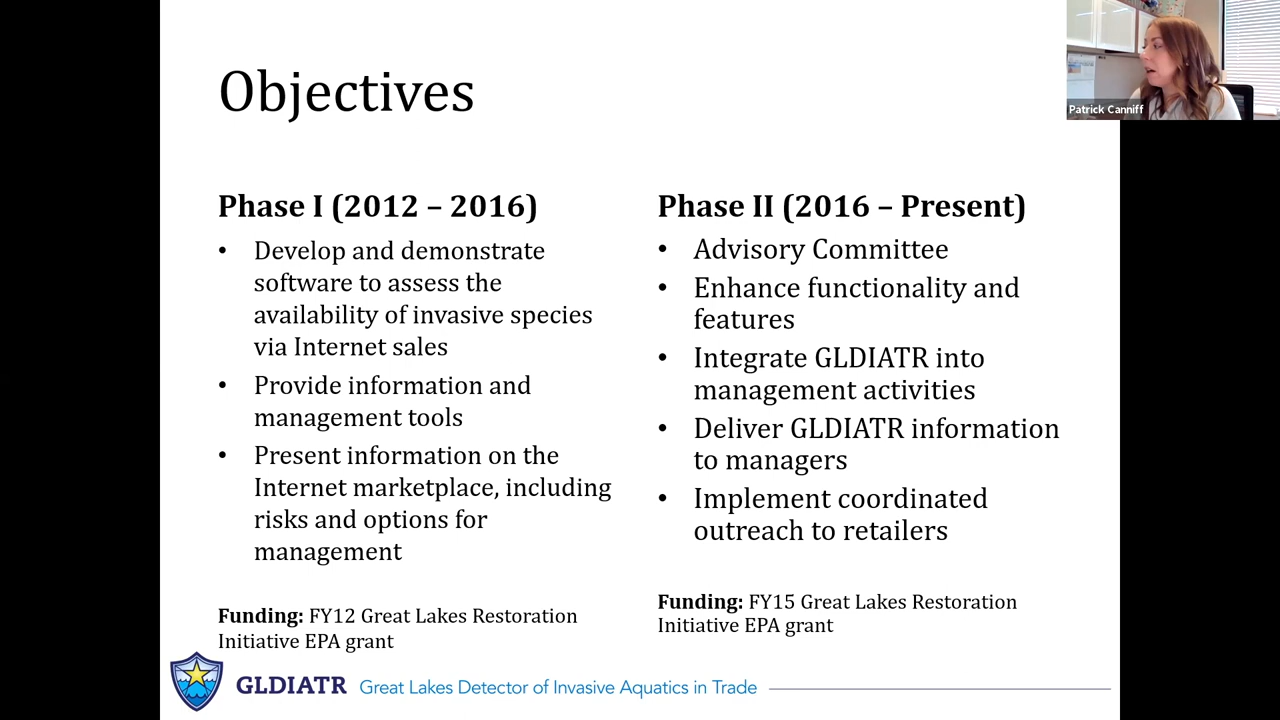 Objectives
Patrick Canniff
Phase I (2012 – 2016)
• Develop and demonstrate
software to assess the
availability of invasive species
via Internet sales
• Provide information and
management tools
• Present information on the
Internet marketplace, including
risks and options for
management
Funding: FY12 Great Lakes Restoration
Initiative EPA grant
Phase II (2016 – Present)
• Advisory Committee
• Enhance functionality and
features
• Integrate GLDIATR into
management activities
• Deliver GLDIATR information
to managers
• Implement coordinated
outreach to retailers
Funding: FY15 Great Lakes Restoration
Initiative EPA grant
GLDIATR Great Lakes Detector of Invasive Aquatics in Trade